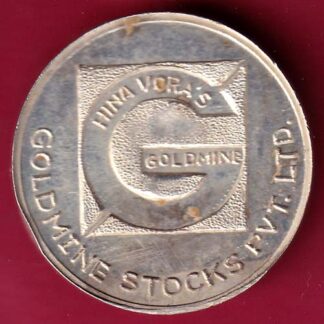 HINA VORA'S
G
GOLDMINE
GOLDMINE STOCKS PVT. LTD.